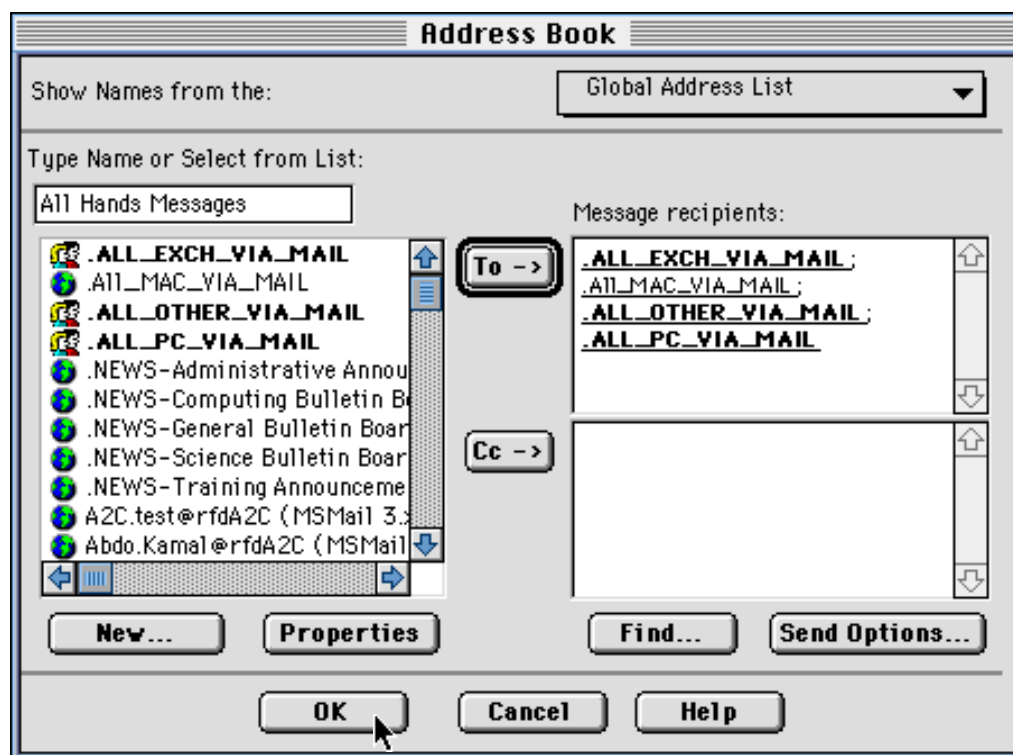 Address Book
Show Names from the:
Global Address List
Type Name or Select from List:
All Hands Messages
.ALL_EXCH_VIA_MAIL
.All_MAC_VIA_MAIL
.ALL_OTHER_VIA_MAIL
.ALL_PC_VIA_MAIL
.NEWS-Administrative Annou
.NEWS-Computing Bulletin B
.NEWS-General Bulletin Boar
.NEWS-Science Bulletin Boar
.NEWS-Training Announceme
A2C.test@rfdA2C (MSMail 3.
Abdo.Kamal@rfdA2C (MSMail
To ->
Cc ->
Message recipients:
.ALL_EXCH_VIA_MAIL;
.All_MAC_VIA_MAIL;
.ALL_OTHER_VIA_MAIL;
.ALL_PC_VIA_MAIL
New...
Properties
Find...
Send Options...
OK
Cancel
Help